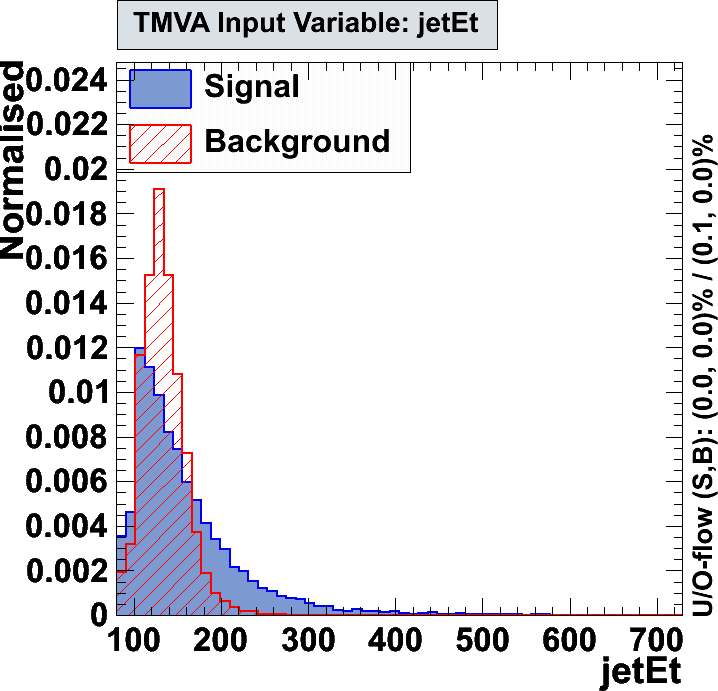 TMVA Input Variable: jetEt
Signal
Background
Normalised
0.024
0.022
0.02
0.018
0.016
0.014
0.012
0.01
0.008
0.006
0.004
0.002
0
100 200 300 400 500 600 700
jetEt
U/O-flow (S,B): (0.0, 0.0)% / (0.1, 0.0)%